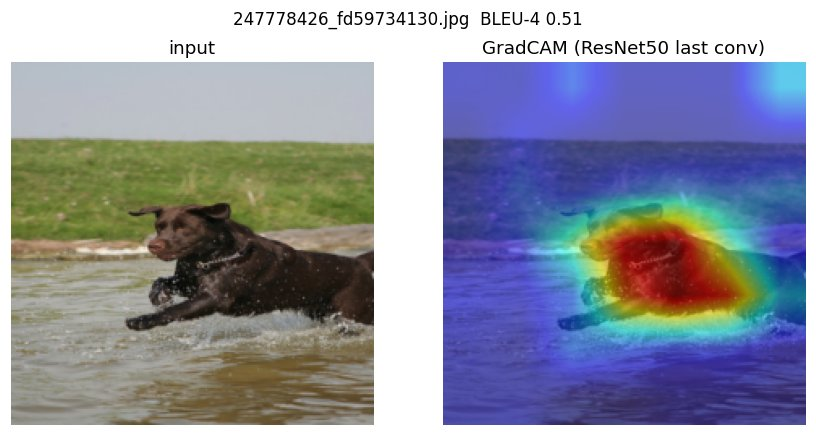 247778426_fd59734130.jpg  BLEU-4 0.51
input
GradCAM (ResNet50 last conv)